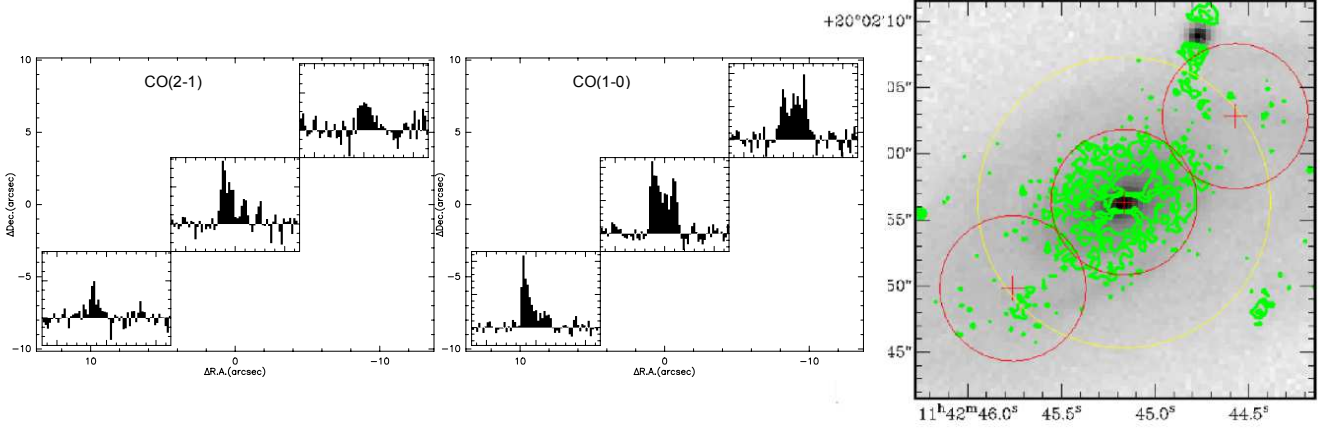 CO(2-1)
10
5
0
-5
-10
ΔDec.(arcsec)
10
0
-10
ΔR.A.(arcsec)
CO(1-0)
10
5
0
-5
-10
ΔDec.(arcsec)
10
0
-10
ΔR.A.(arcsec)
+20°02'10"
05"
00"
55"
50"
45"
11ʰ42ᵐ46.0ˢ
45.5ˢ
45.0ˢ
44.5ˢ